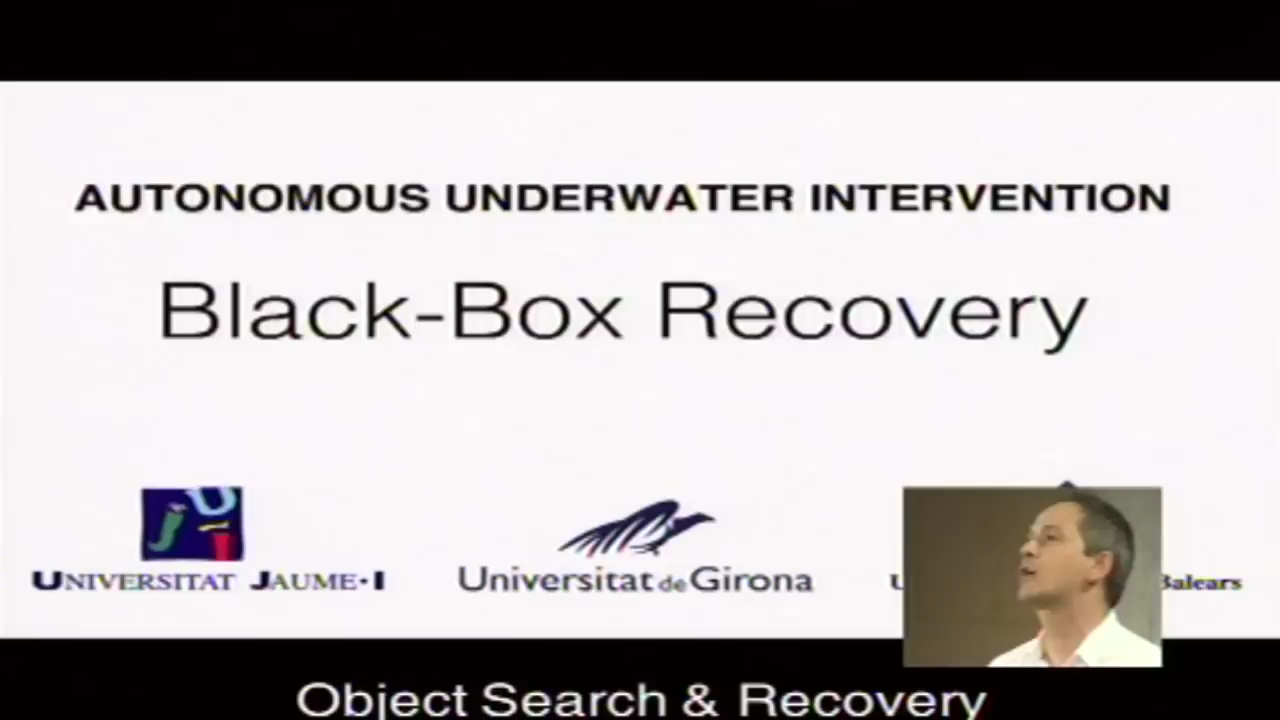 AUTONOMOUS UNDERWATER INTERVENTION
Black-Box Recovery
UNIVERSITAT JAUME·I
Universitat de Girona
Balears
Object Search & Recovery